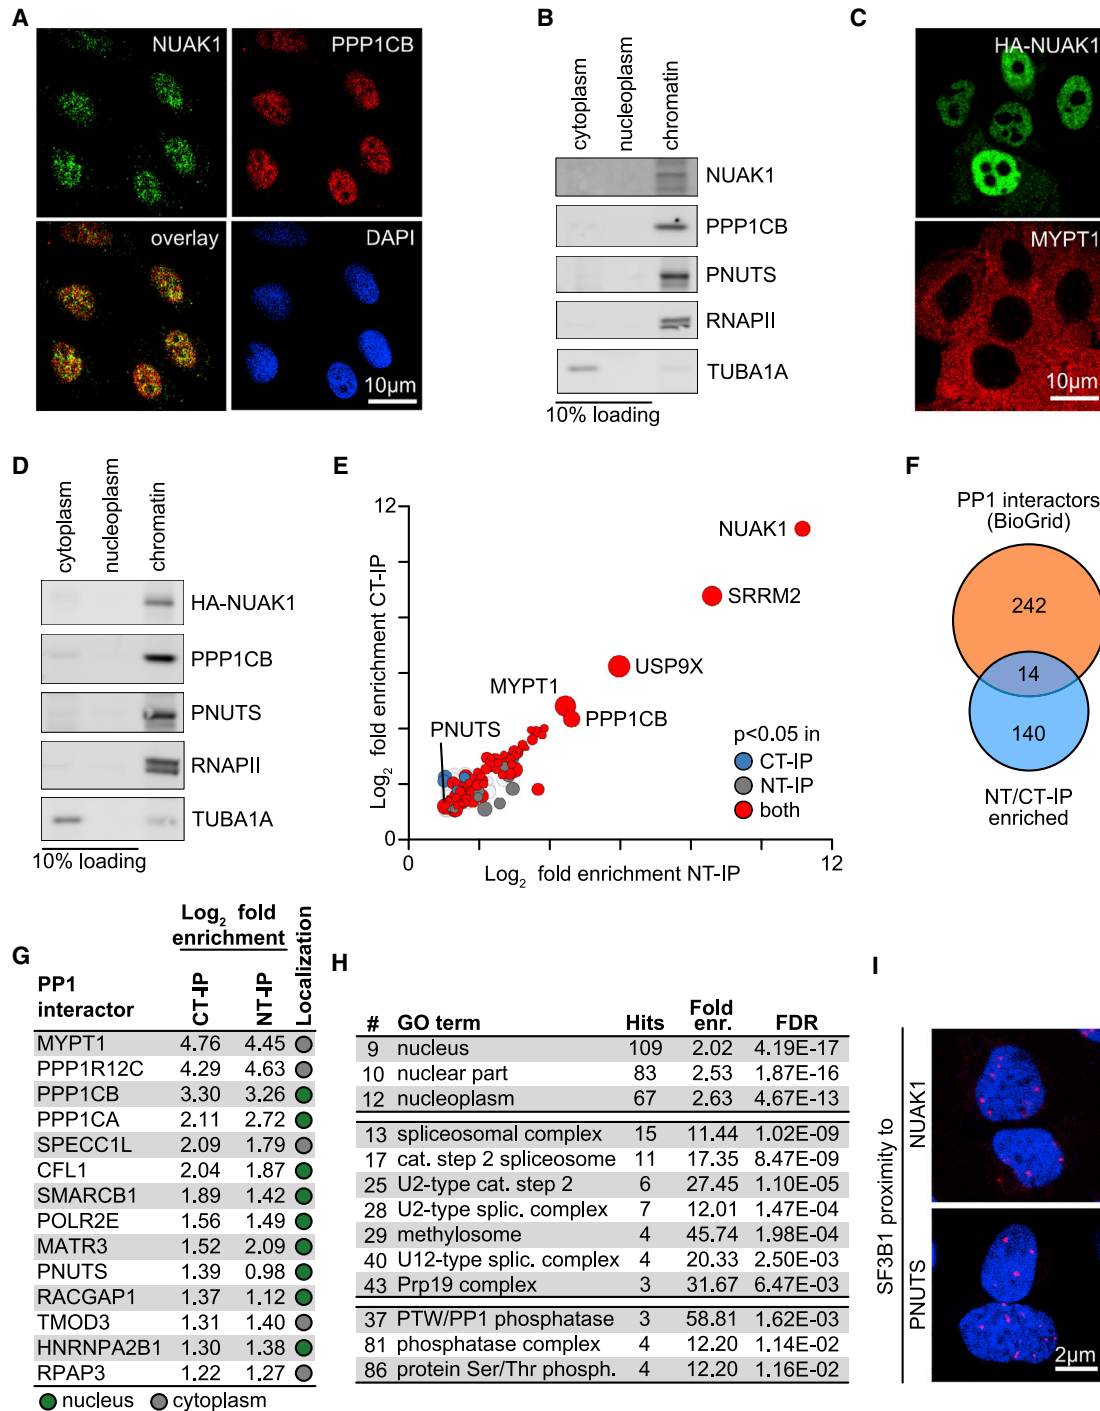 A
NUAK1
PPP1CB
overlay
DAPI
10µm
B
cytoplasm
nucleoplasm
chromatin
NUAK1
PPP1CB
PNUTS
RNAPII
TUBA1A
10% loading
C
HA-NUAK1
MYPT1
10µm
D
cytoplasm
nucleoplasm
chromatin
HA-NUAK1
PPP1CB
PNUTS
RNAPII
TUBA1A
10% loading
E
Log2 fold enrichment CT-IP
12
0
NUAK1
SRRM2
USP9X
MYPT1
PPP1CB
PNUTS
p<0.05 in
CT-IP
NT-IP
both
0
12
Log2 fold enrichment NT-IP
F
PP1 interactors
(BioGrid)
242
14
140
NT/CT-IP
enriched
G
Log2 fold
enrichment
PP1
interactor
CT-IP
NT-IP
Localization
MYPT1 4.76 4.45
PPP1R12C 4.29 4.63
PPP1CB 3.30 3.26
PPP1CA 2.11 2.72
SPECC1L 2.09 1.79
CFL1 2.04 1.87
SMARCB1 1.89 1.42
POLR2E 1.56 1.49
MATR3 1.52 2.09
PNUTS 1.39 0.98
RACGAP1 1.37 1.12
TMOD3 1.31 1.40
HNRNPA2B1 1.30 1.38
RPAP3 1.22 1.27
nucleus cytoplasm
H
# GO term Hits Fold enr. FDR
9 nucleus 109 2.02 4.19E-17
10 nuclear part 83 2.53 1.87E-16
12 nucleoplasm 67 2.63 4.67E-13
13 spliceosomal complex 15 11.44 1.02E-09
17 cat. step 2 spliceosome 11 17.35 8.47E-09
25 U2-type cat. step 2 6 27.45 1.10E-05
28 U2-type splic. complex 7 12.01 1.47E-04
29 methylosome 4 45.74 1.98E-04
40 U12-type splic. complex 4 20.33 2.50E-03
43 Prp19 complex 3 31.67 6.47E-03
37 PTW/PP1 phosphatase 3 58.81 1.62E-03
81 phosphatase complex 4 12.20 1.14E-02
86 protein Ser/Thr phosph. 4 12.20 1.16E-02
I
SF3B1 proximity to
NUAK1
PNUTS
2µm